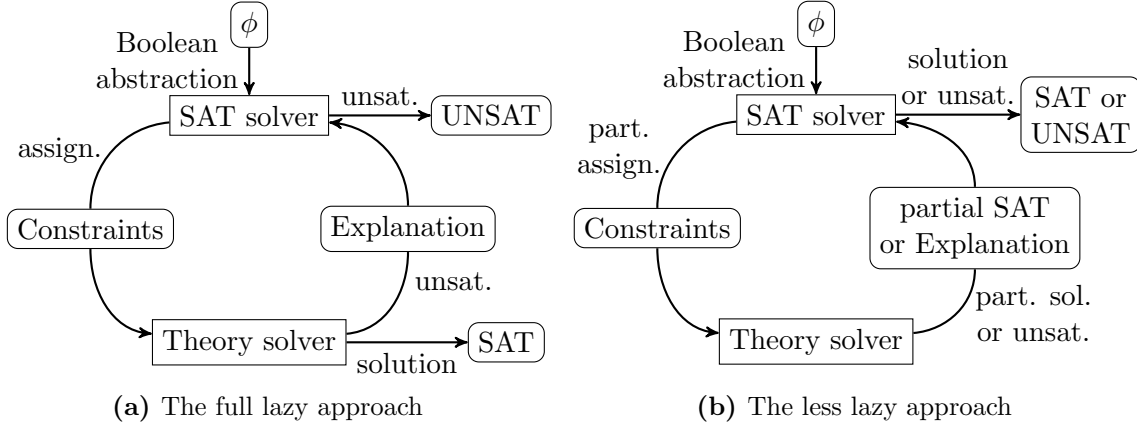 ϕ
Boolean
abstraction
SAT solver
unsat.
UNSAT
assign.
Constraints
Explanation
unsat.
Theory solver
solution
SAT
(a) The full lazy approach
ϕ
Boolean
abstraction
SAT solver
solution
or unsat.
SAT or
UNSAT
part.
assign.
Constraints
partial SAT
or Explanation
part. sol.
or unsat.
Theory solver
(b) The less lazy approach